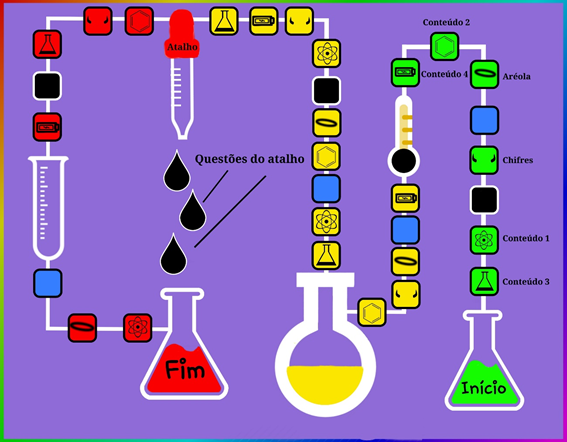 Conteúdo 2
Atalho
Conteúdo 4
Aréola
Questões do atalho
Chifres
Conteúdo 1
Conteúdo 3
Fim
Início